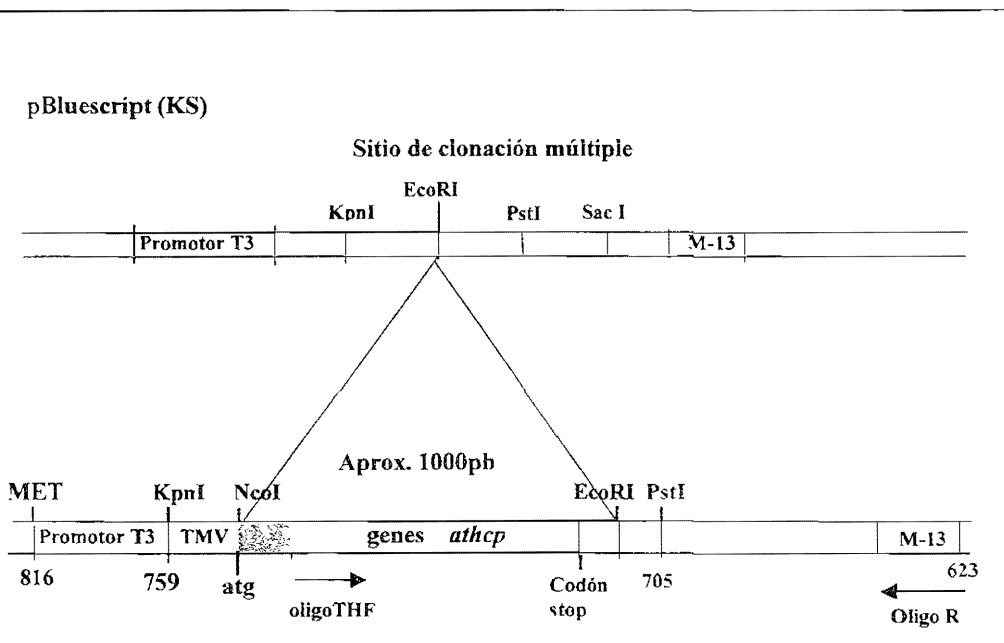 pBluescript (KS)
Sitio de clonación múltiple
EcoRI
KpnI PstI Sac I
Promotor T3 M-13
Aprox. 1000pb
MET KpnI NcoI EcoRI PstI
Promotor T3 TMV genes athcp M-13
816 759 atg Codón stop 705 623
oligoTHF Oligo R